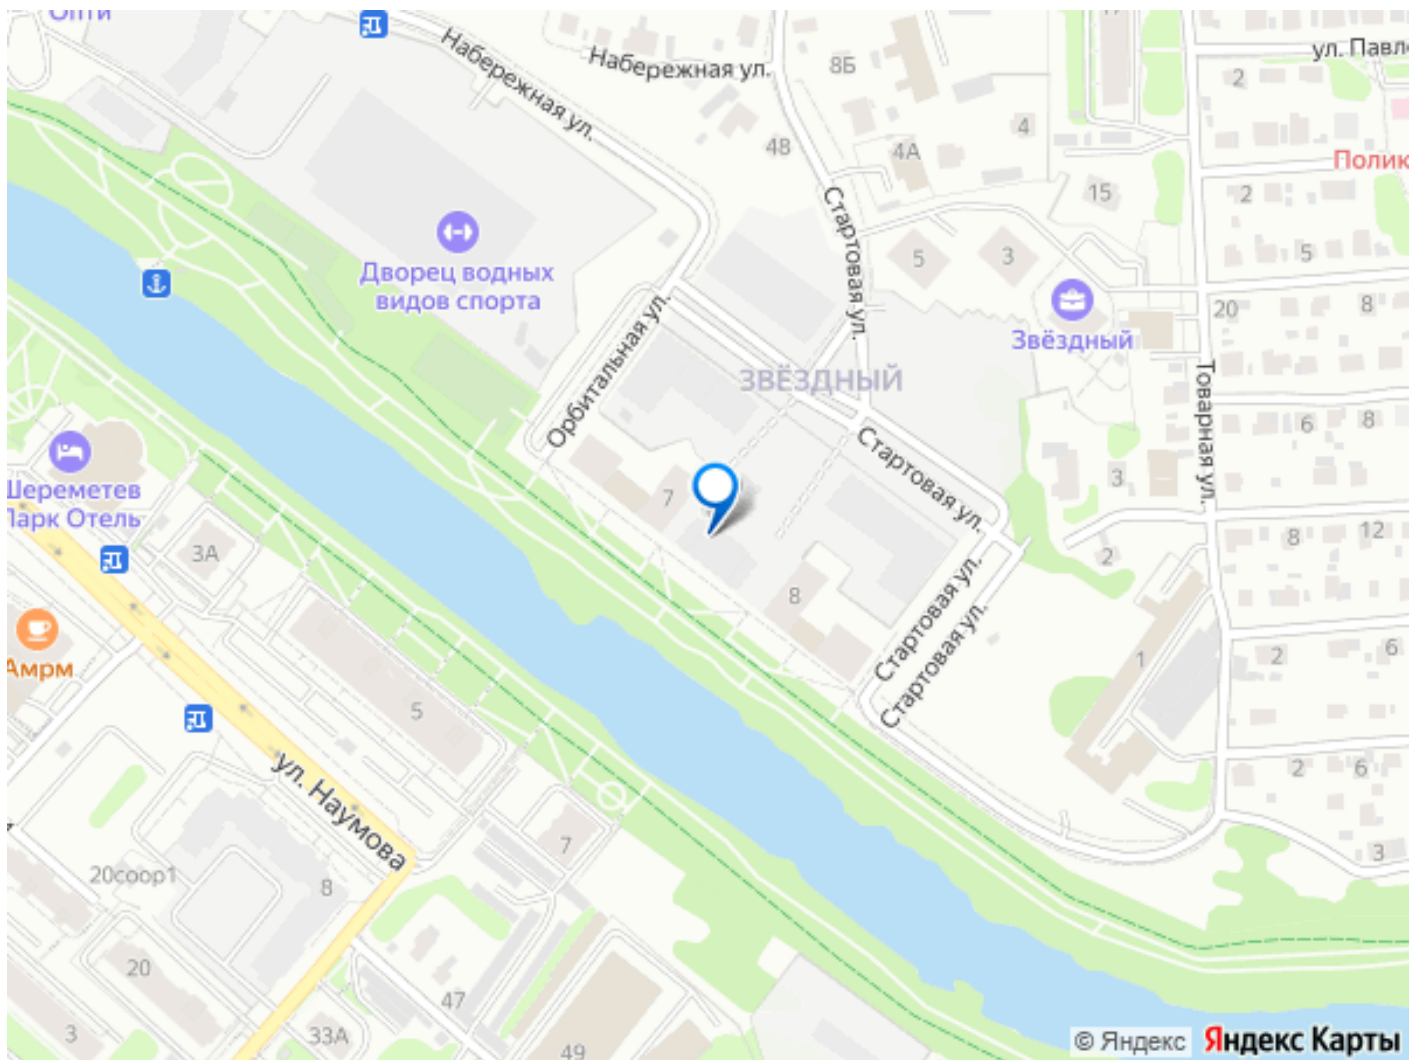 Опти
Набережная ул.
Набережная ул.
8Б
ул. Павл
2
4
48
4А
Полик
Стартовая ул.
15
2
Дворец водных
видов спорта
5
3
5
20
8
Звёздный
Орбитальная ул.
ЗВЁЗДНЫЙ
Товарная ул.
6
8
Стартовая ул.
Шереметев
Парк Отель
7
3
3А
2
8
12
8
Стартовая ул.
Стартовая ул.
Амрм
5
1
2
6
ул. Наумова
2
6
7
3
20соор1
8
20
47
3
33А
49
© Яндекс
Яндекс Карты